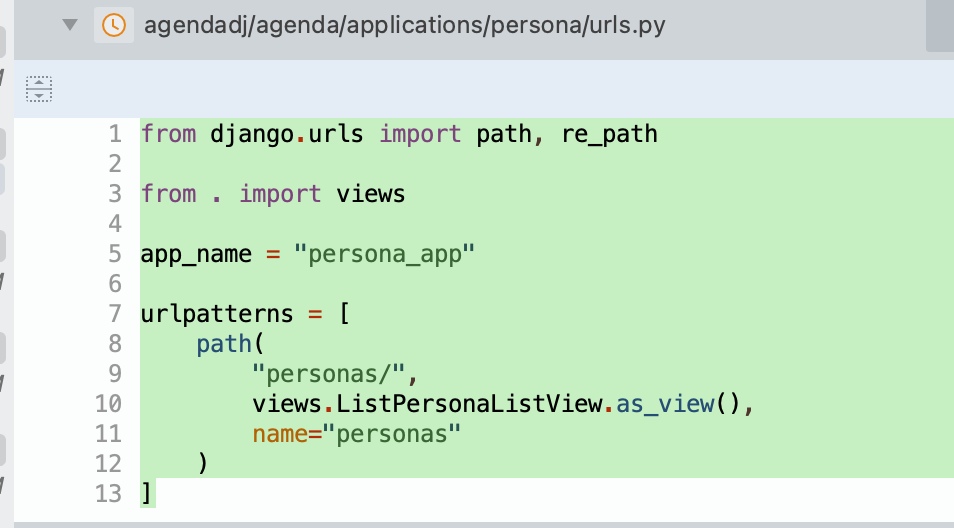 agendadj/agenda/applications/persona/urls.py
1 from django.urls import path, re_path
2
3 from . import views
4
5 app_name = "persona_app"
6
7 urlpatterns = [
8     path(
9         "personas/",
10         views.ListPersonaListView.as_view(),
11         name="personas"
12     )
13 ]